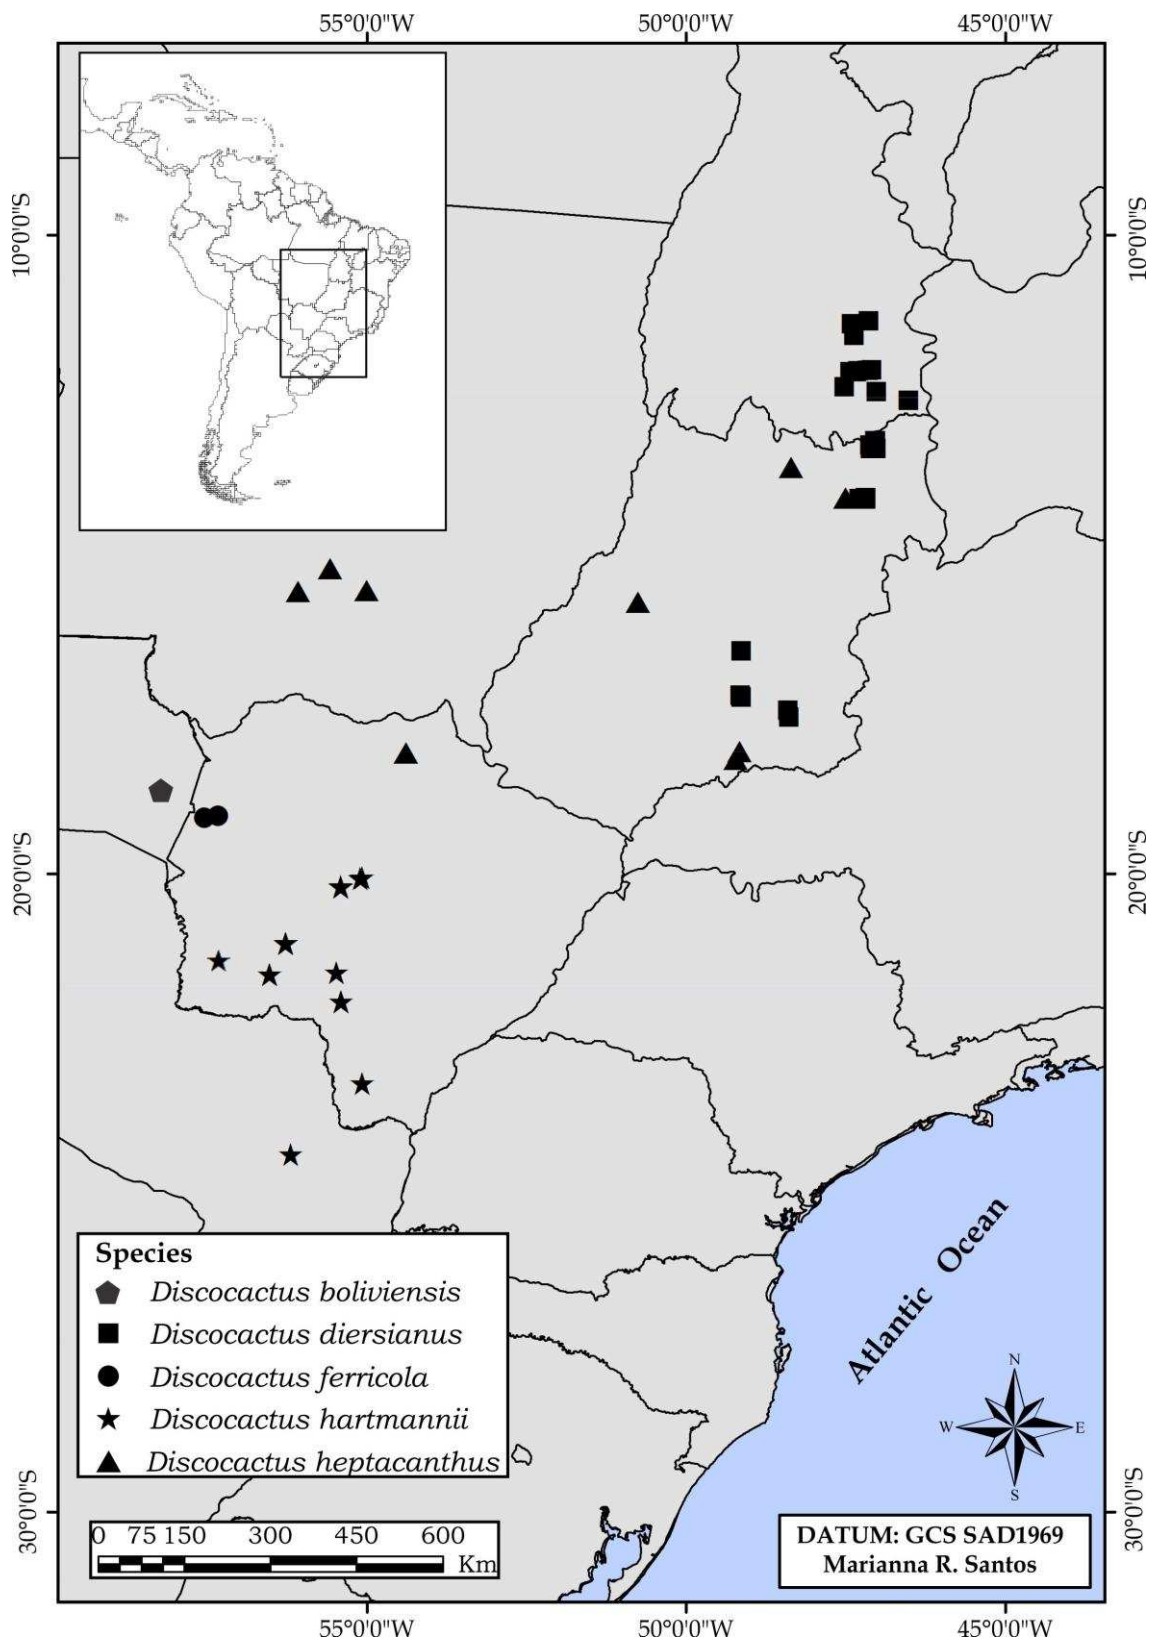 55°0'0"W 50°0'0"W 45°0'0"W
10°0'0"S 10°0'0"S
20°0'0"S 20°0'0"S
Atlantic Ocean
Species
Discocactus boliviensis
Discocactus diersianus
Discocactus ferricola
Discocactus hartmannii
Discocactus heptacanthus
N
W E
S
30°0'0"S 30°0'0"S
0 75 150 300 450 600
Km
DATUM: GCS SAD1969
Marianna R. Santos
55°0'0"W 50°0'0"W 45°0'0"W